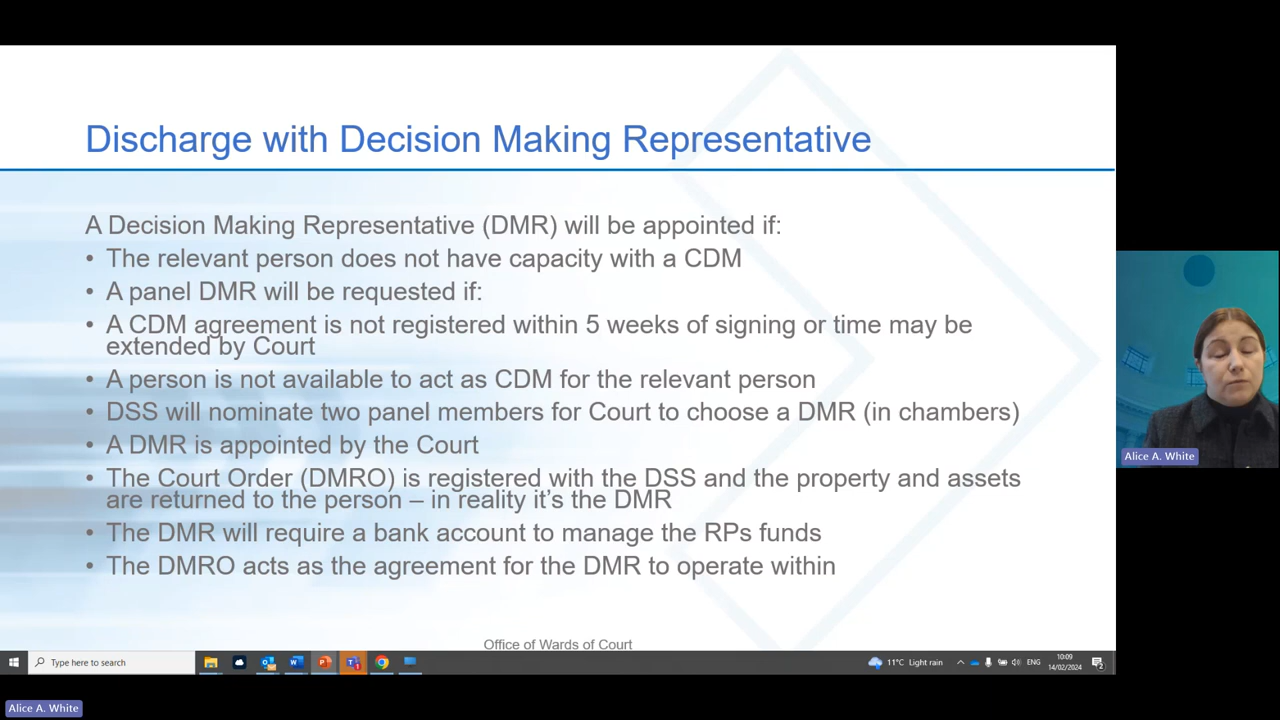 Discharge with Decision Making Representative
A Decision Making Representative (DMR) will be appointed if:
• The relevant person does not have capacity with a CDM
• A panel DMR will be requested if:
• A CDM agreement is not registered within 5 weeks of signing or time may be
extended by Court
• A person is not available to act as CDM for the relevant person
• DSS will nominate two panel members for Court to choose a DMR (in chambers)
• A DMR is appointed by the Court
• The Court Order (DMRO) is registered with the DSS and the property and assets
are returned to the person – in reality it's the DMR
• The DMR will require a bank account to manage the RPs funds
• The DMRO acts as the agreement for the DMR to operate within
Alice A. White
Office of Wards of Court
Type here to search
11°C Light rain
ENG
10:09
14/02/2024
Alice A. White